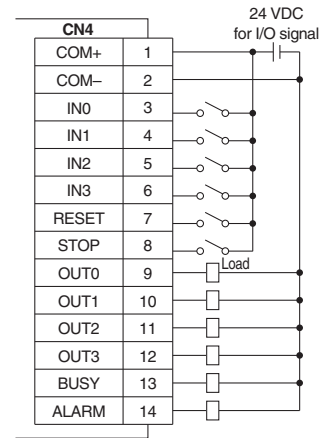 24 VDC
for I/O signal
CN4
COM+ 1
COM– 2
IN0 3
IN1 4
IN2 5
IN3 6
RESET 7
STOP 8
Load
OUT0 9
OUT1 10
OUT2 11
OUT3 12
BUSY 13
ALARM 14